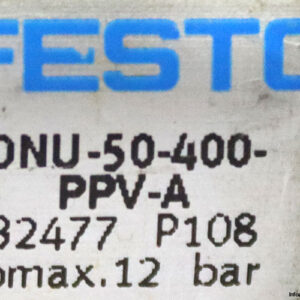 FESTO
DNU-50-400-
PPV-A
32477 P108
pmax.12 bar